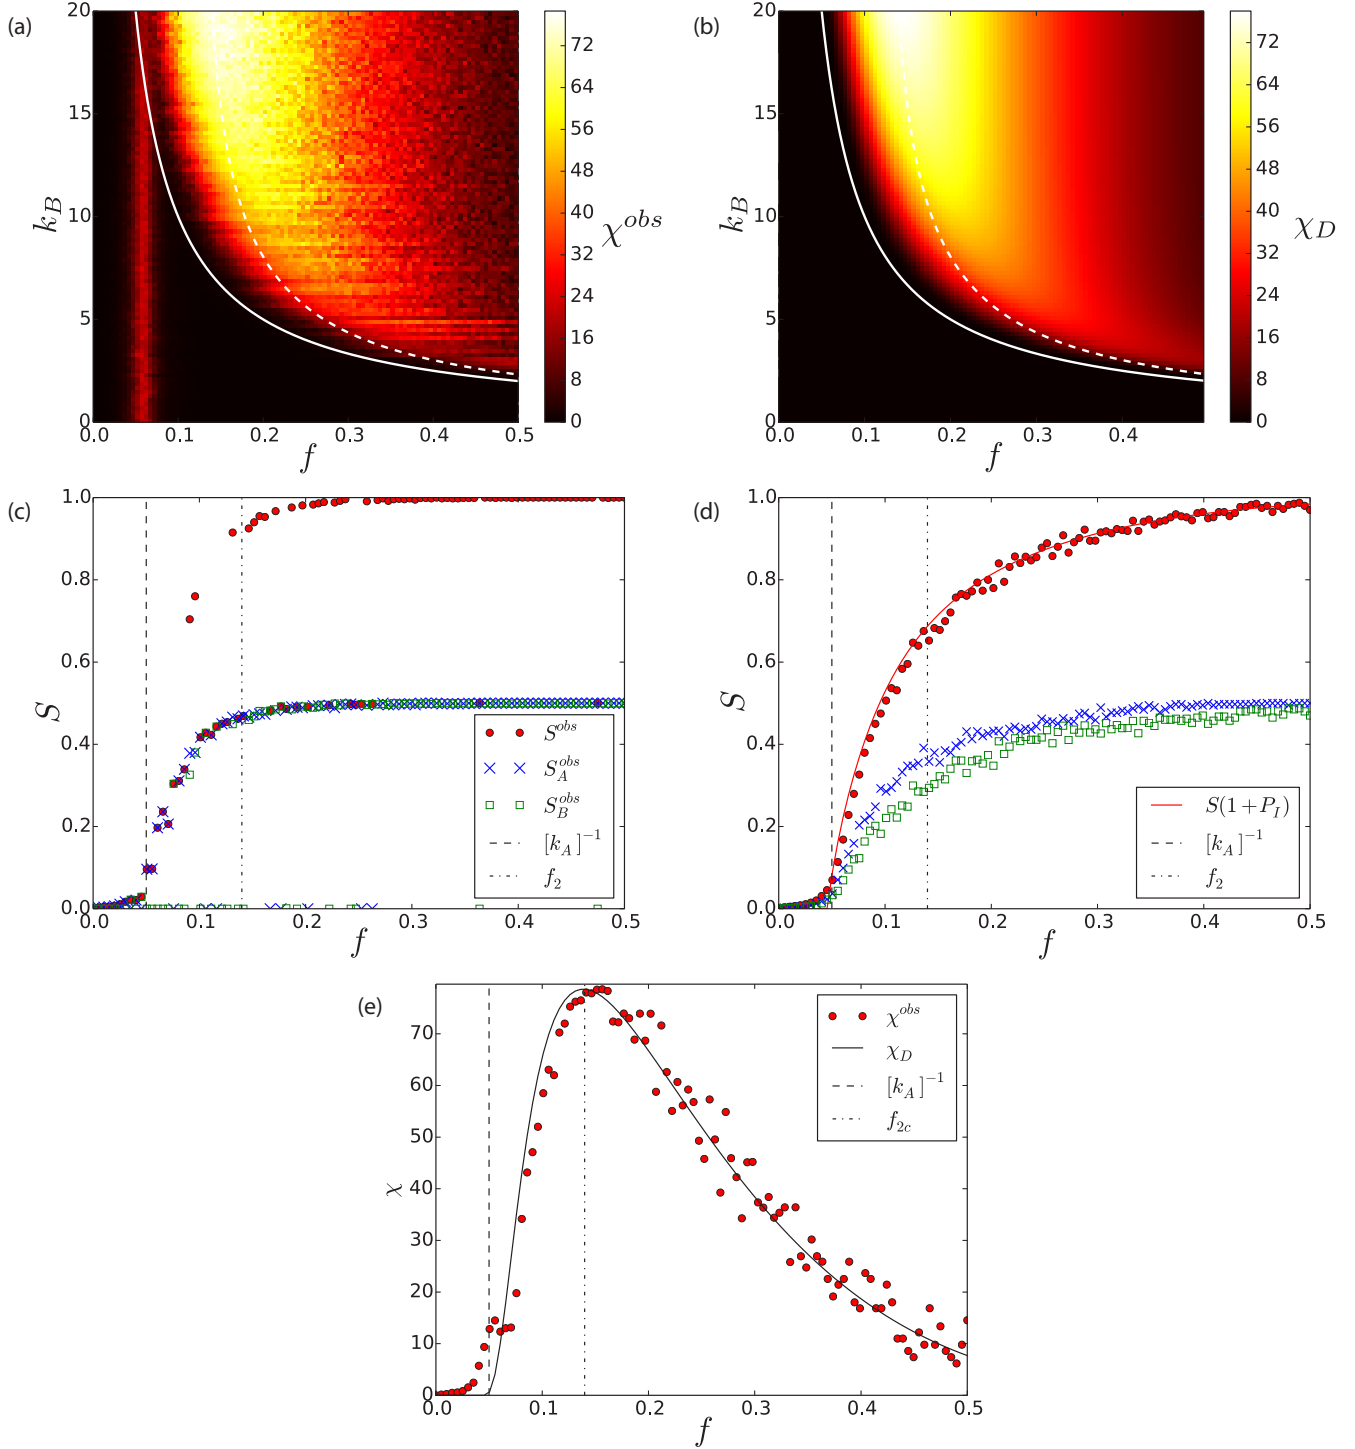 (a)
20
15
10
5
0
k_B
0.0 0.1 0.2 0.3 0.4 0.5
f
72
64
56
48
40
32
24
16
8
0
χ^{obs}
(b)
20
15
10
5
0
k_B
0.0 0.1 0.2 0.3 0.4
f
72
64
56
48
40
32
24
16
8
0
χ_D
(c)
1.0
0.8
0.6
0.4
0.2
0.0
S
0.0 0.1 0.2 0.3 0.4 0.5
f
S^{obs}
S_A^{obs}
S_B^{obs}
[k_A]^{-1}
f_2
(d)
1.0
0.8
0.6
0.4
0.2
0.0
S
0.0 0.1 0.2 0.3 0.4 0.5
f
S(1+P_I)
[k_A]^{-1}
f_2
(e)
70
60
50
40
30
20
10
0
χ
0.0 0.1 0.2 0.3 0.4 0.5
f
χ^{obs}
χ_D
[k_A]^{-1}
f_{2c}